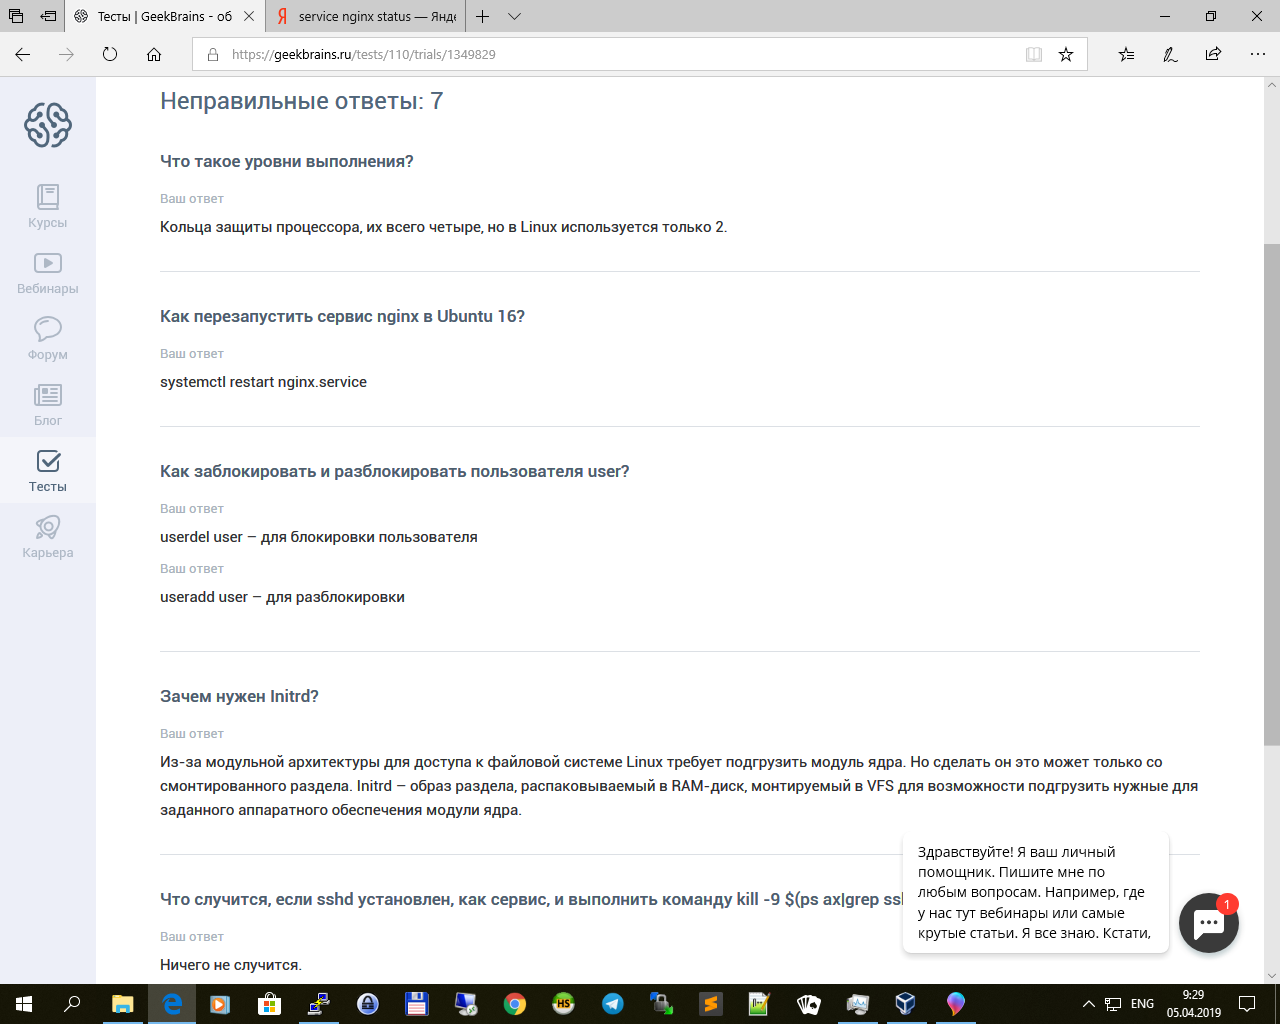 Тесты | GeekBrains - об
service nginx status — Янде
https://geekbrains.ru/tests/110/trials/1349829
Курсы
Вебинары
Форум
Блог
Тесты
Карьера
Неправильные ответы: 7
Что такое уровни выполнения?
Ваш ответ
Кольца защиты процессора, их всего четыре, но в Linux используется только 2.
Как перезапустить сервис nginx в Ubuntu 16?
Ваш ответ
systemctl restart nginx.service
Как заблокировать и разблокировать пользователя user?
Ваш ответ
userdel user – для блокировки пользователя
Ваш ответ
useradd user – для разблокировки
Зачем нужен Initrd?
Ваш ответ
Из-за модульной архитектуры для доступа к файловой системе Linux требует подгрузить модуль ядра. Но сделать он это может только со
смонтированного раздела. Initrd – образ раздела, распаковываемый в RAM-диск, монтируемый в VFS для возможности подгрузить нужные для
заданного аппаратного обеспечения модули ядра.
Что случится, если sshd установлен, как сервис, и выполнить команду kill -9 $(ps ax|grep ssh
Ваш ответ
Ничего не случится.
Здравствуйте! Я ваш личный
помощник. Пишите мне по
любым вопросам. Например, где
у нас тут вебинары или самые
крутые статьи. Я все знаю. Кстати,
1
HS
ENG
9:29
05.04.2019